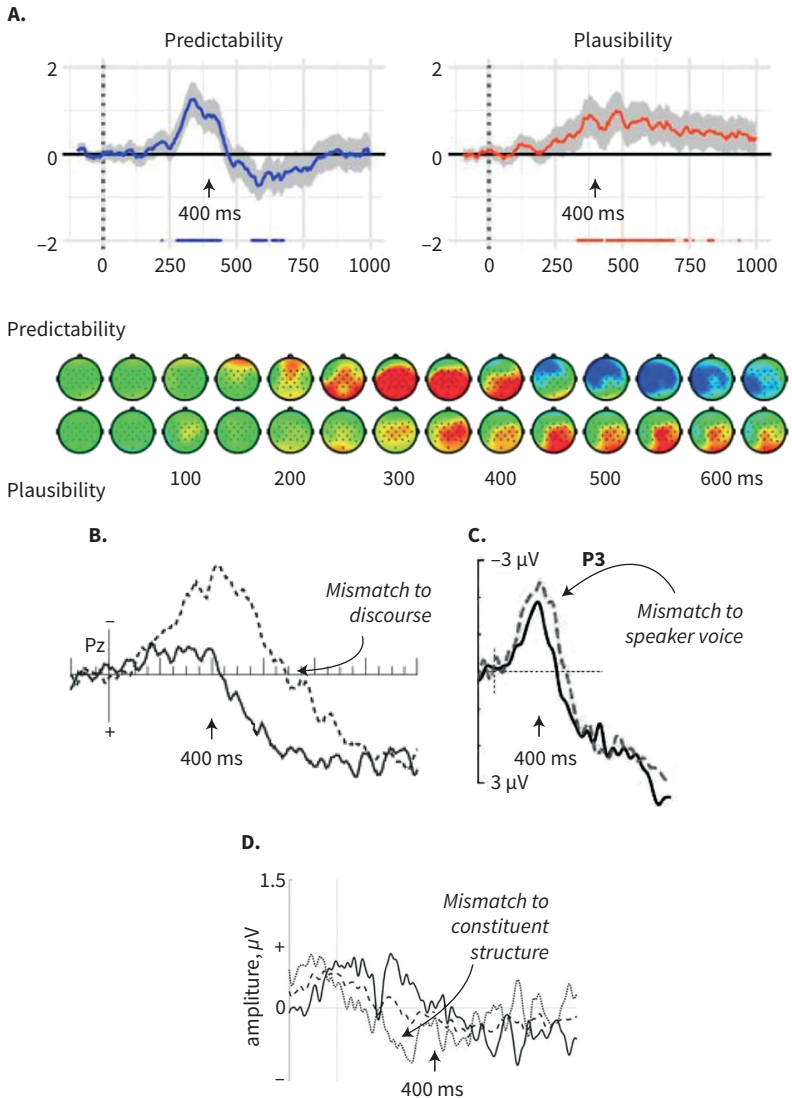 A.
Predictability
Plausibility
2
0
−2
0 250 500 750 1000
400 ms
2
0
−2
0 250 500 750 1000
400 ms
Predictability
100 200 300 400 500 600 ms
Plausibility
B.
Mismatch to
discourse
−
Pz
+
400 ms
C.
−3 µV
P3
Mismatch to
speaker voice
400 ms
3 µV
D.
1.5
Mismatch to
constituent
structure
+
ampliture, µV
0
−
400 ms